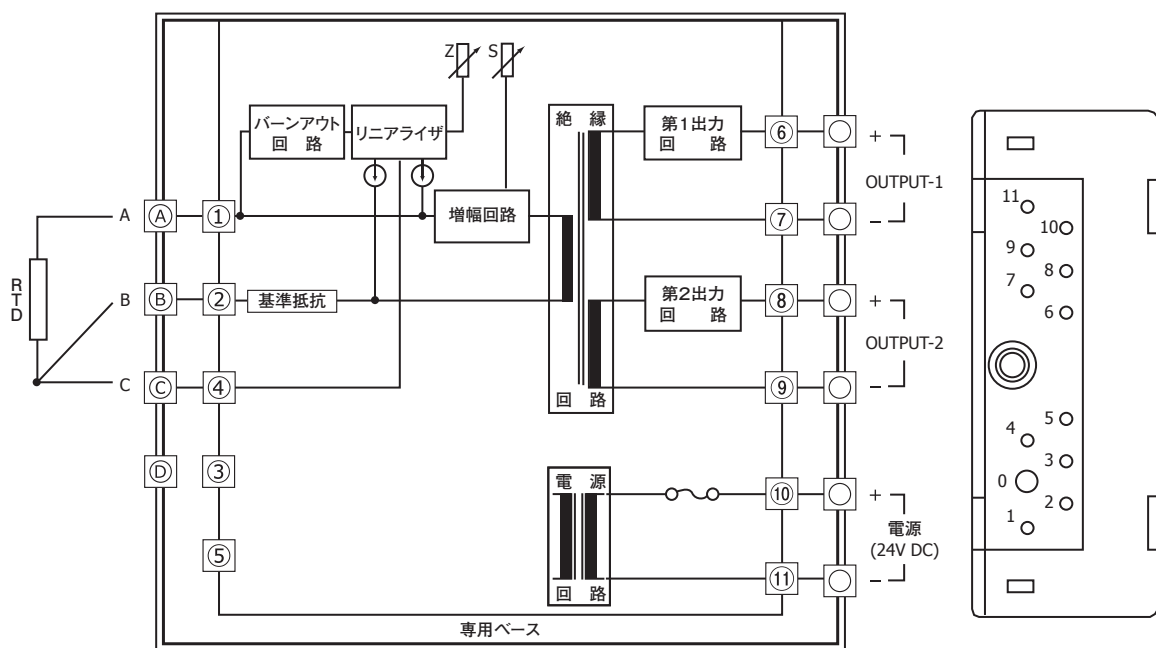 Z
S
バーンアウト
回 路
リニアライザ
絶 縁
第1出力
回 路
⑥
+
OUTPUT-1
A
Ⓐ
①
増幅回路
⑦
−
RTD
B
Ⓑ
②
基準抵抗
第2出力
回 路
⑧
+
OUTPUT-2
C
Ⓒ
④
回 路
⑨
−
Ⓓ
③
電 源
⑩
+
電源
(24V DC)
⑤
回 路
⑪
−
専用ベース
11
10
9
8
7
6
5
4
3
0
2
1